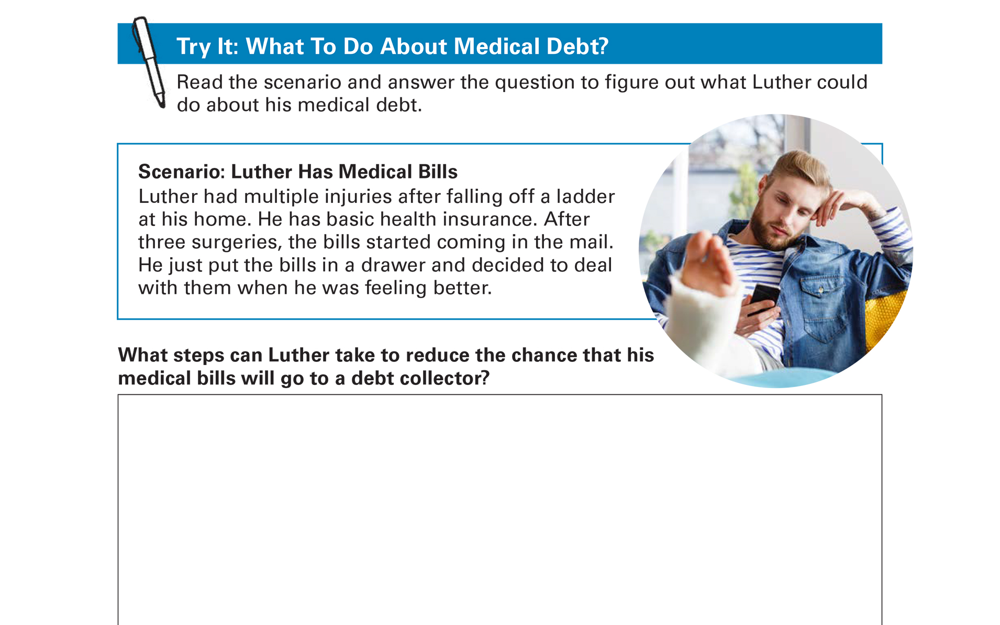 Try It: What To Do About Medical Debt?
Read the scenario and answer the question to figure out what Luther could
do about his medical debt.
Scenario: Luther Has Medical Bills
Luther had multiple injuries after falling off a ladder
at his home. He has basic health insurance. After
three surgeries, the bills started coming in the mail.
He just put the bills in a drawer and decided to deal
with them when he was feeling better.
What steps can Luther take to reduce the chance that his
medical bills will go to a debt collector?